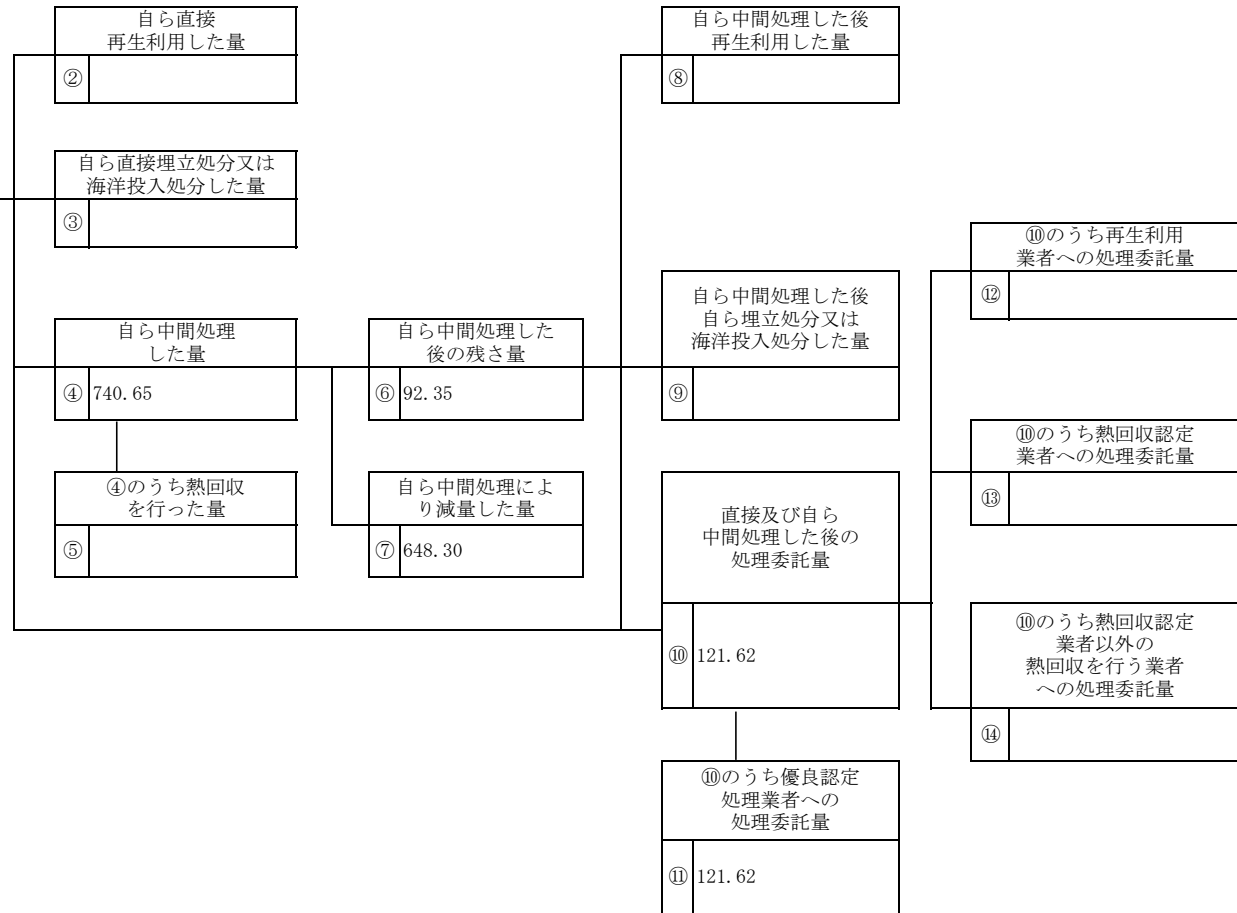 自ら直接
再生利用した量
②
自ら直接埋立処分又は
海洋投入処分した量
③
自ら中間処理
した量
④ 740.65
④のうち熱回収
を行った量
⑤
自ら中間処理した
後の残さ量
⑥ 92.35
自ら中間処理によ
り減量した量
⑦ 648.30
自ら中間処理した後
再生利用した量
⑧
自ら中間処理した後
自ら埋立処分又は
海洋投入処分した量
⑨
直接及び自ら
中間処理した後の
処理委託量
⑩ 121.62
⑩のうち優良認定
処理業者への
処理委託量
⑪ 121.62
⑩のうち再生利用
業者への処理委託量
⑫
⑩のうち熱回収認定
業者への処理委託量
⑬
⑩のうち熱回収認定
業者以外の
熱回収を行う業者
への処理委託量
⑭